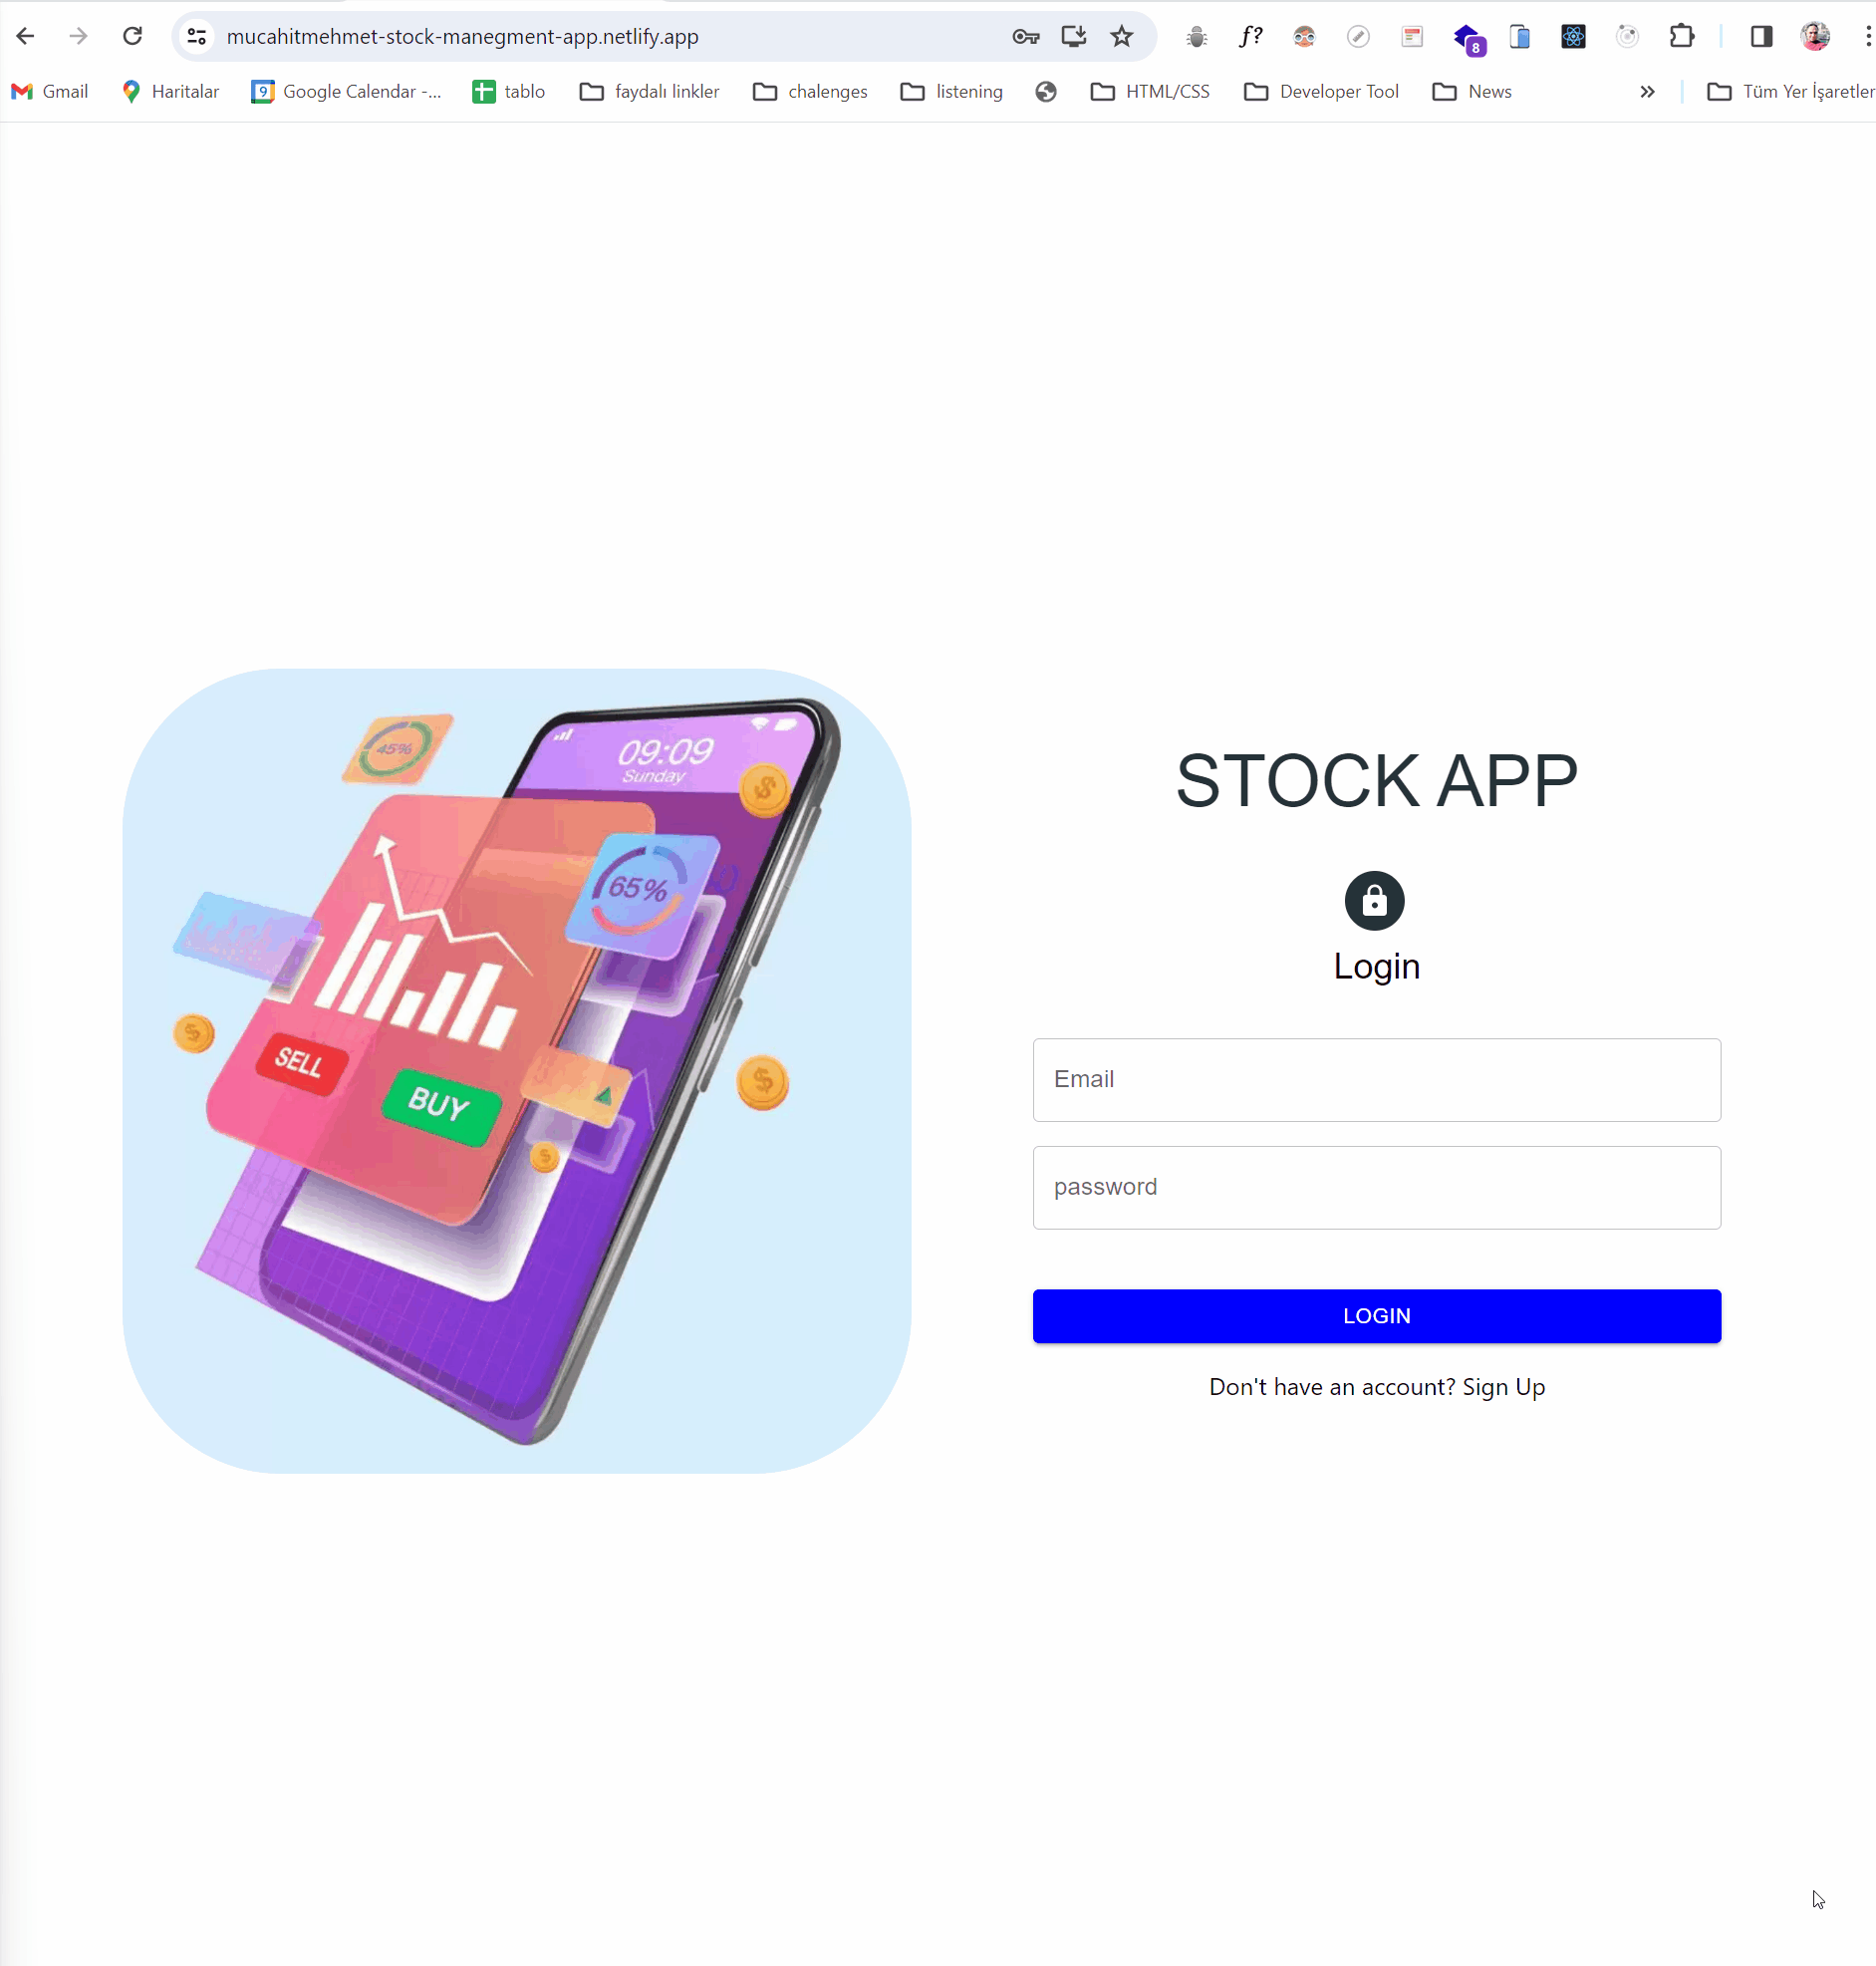 mucahitmehmet-stock-manegment-app.netlify.app
f?
8
Gmail
Haritalar
9
Google Calendar -...
tablo
faydalı linkler
chalenges
listening
HTML/CSS
Developer Tool
News
Tüm Yer İşaretler
09:09
Sunday
45%
65%
SELL
BUY
STOCK APP
Login
Email
password
LOGIN
Don't have an account? Sign Up